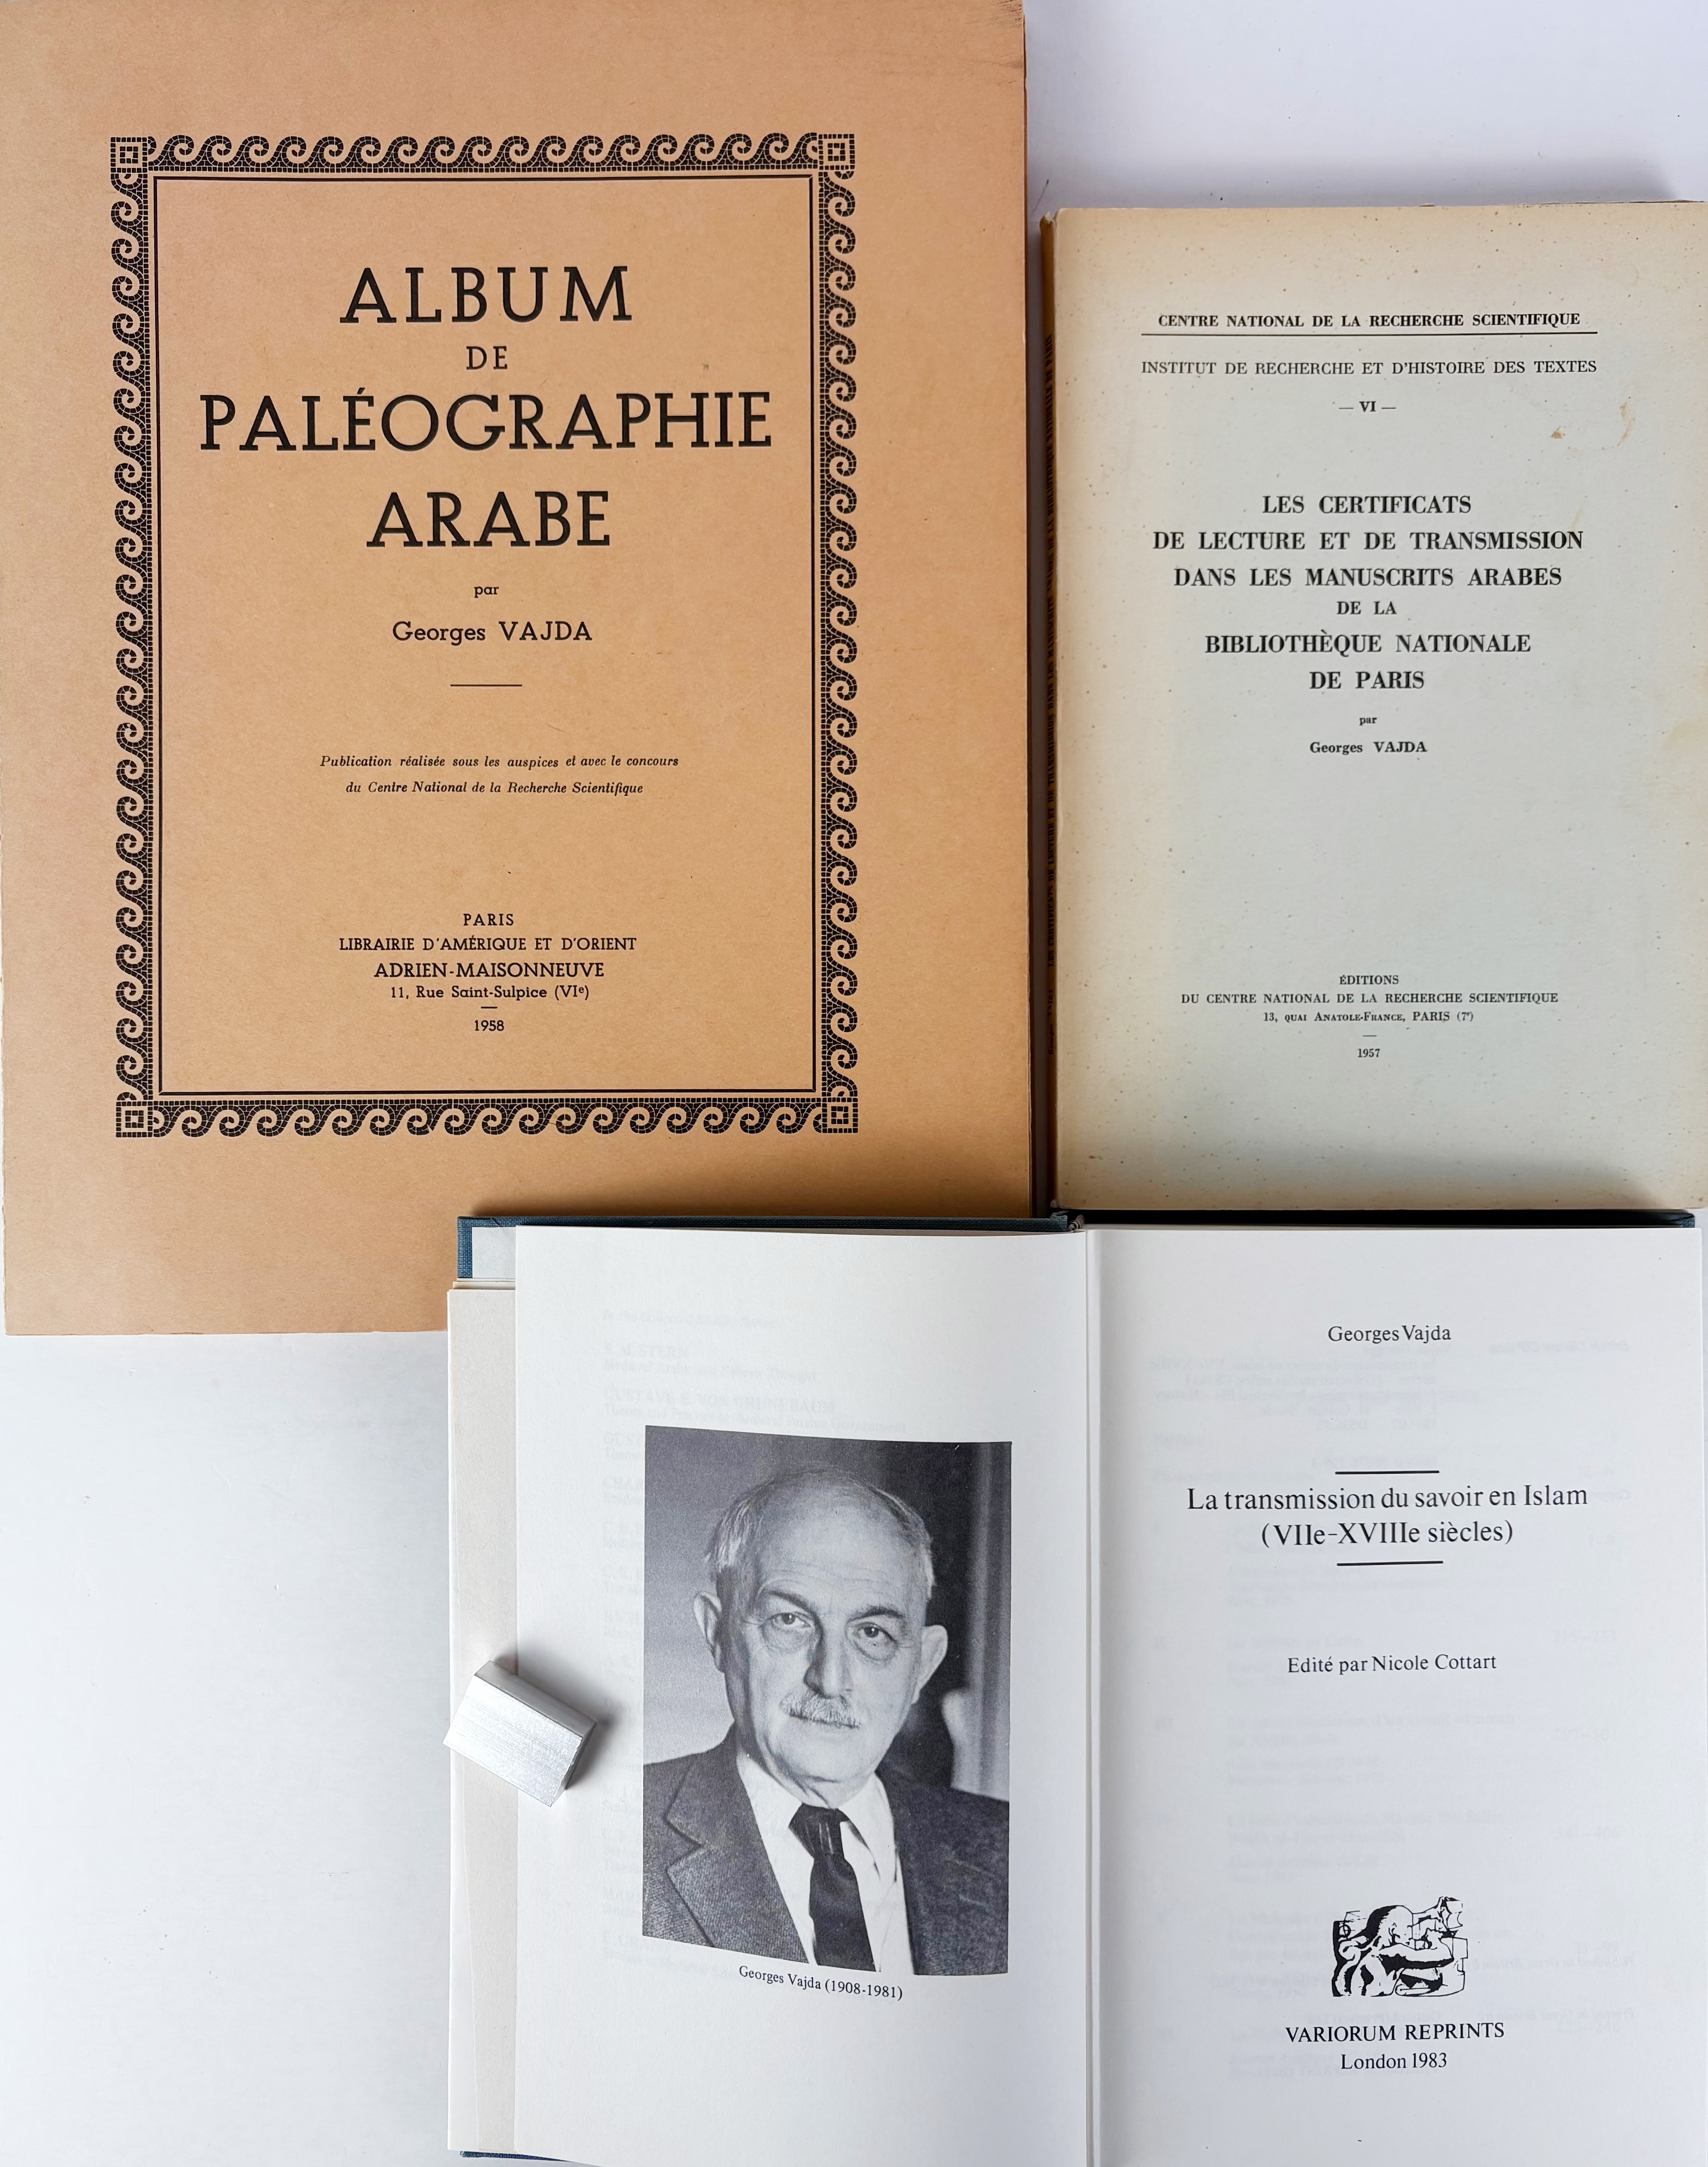 ALBUM
DE
PALÉOGRAPHIE
ARABE
par
Georges VAJDA
Publication réalisée sous les auspices et avec le concours
du Centre National de la Recherche Scientifique
PARIS
LIBRAIRIE D'AMÉRIQUE ET D'ORIENT
ADRIEN-MAISONNEUVE
11, Rue Saint-Sulpice (VIe)
1958
CENTRE NATIONAL DE LA RECHERCHE SCIENTIFIQUE
INSTITUT DE RECHERCHE ET D'HISTOIRE DES TEXTES
— VI —
LES CERTIFICATS
DE LECTURE ET DE TRANSMISSION
DANS LES MANUSCRITS ARABES
DE LA
BIBLIOTHÈQUE NATIONALE
DE PARIS
par
Georges VAJDA
ÉDITIONS
DU CENTRE NATIONAL DE LA RECHERCHE SCIENTIFIQUE
13, QUAI ANATOLE-FRANCE, PARIS (7e)
1957
Georges Vajda (1908-1981)
Georges Vajda
La transmission du savoir en Islam
(VIIe-XVIIIe siècles)
Edité par Nicole Cottart
VARIORUM REPRINTS
London 1983